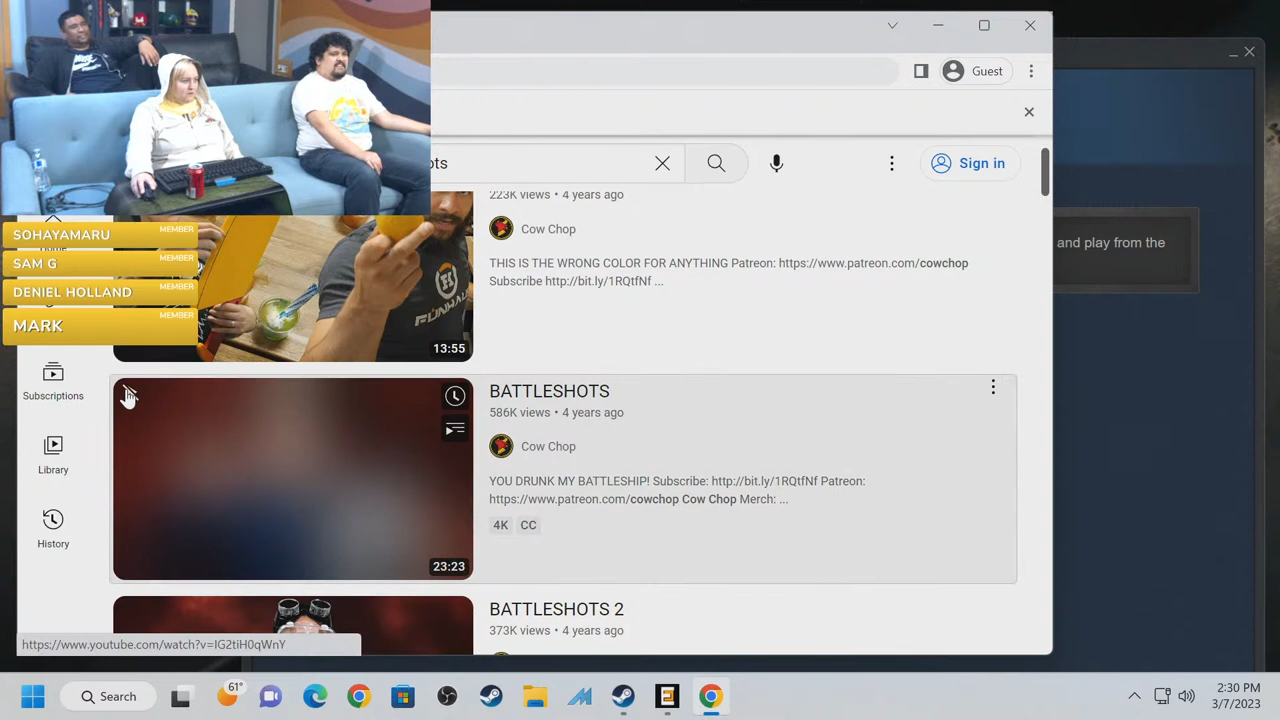 Guest
ots
Sign in
223K views • 4 years ago
Cow Chop
THIS IS THE WRONG COLOR FOR ANYTHING Patreon: https://www.patreon.com/cowchop
Subscribe http://bit.ly/1RQtfNf ...
FUNHAUS
13:55
and play from the
SOHAYAMARU MEMBER
SAM G MEMBER
DENIEL HOLLAND MEMBER
MARK MEMBER
Subscriptions
Library
History
BATTLESHOTS
586K views • 4 years ago
Cow Chop
YOU DRUNK MY BATTLESHIP! Subscribe: http://bit.ly/1RQtfNf Patreon:
https://www.patreon.com/cowchop Cow Chop Merch: ...
4K CC
23:23
BATTLESHOTS 2
373K views • 4 years ago
https://www.youtube.com/watch?v=IG2tiH0qWnY
61°
Search
2:30 PM
3/7/2023